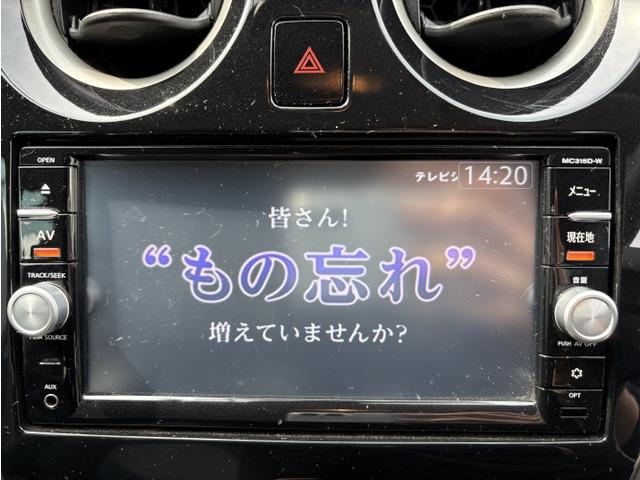 OPEN
MC315D-W
テレビジ 14:20
メニュー
AV
皆さん!
現在地
“もの忘れ”
TRACK/SEEK
音量
増えていませんか?
PUSH SOURCE
PUSH AV OFF
AUX
OPT